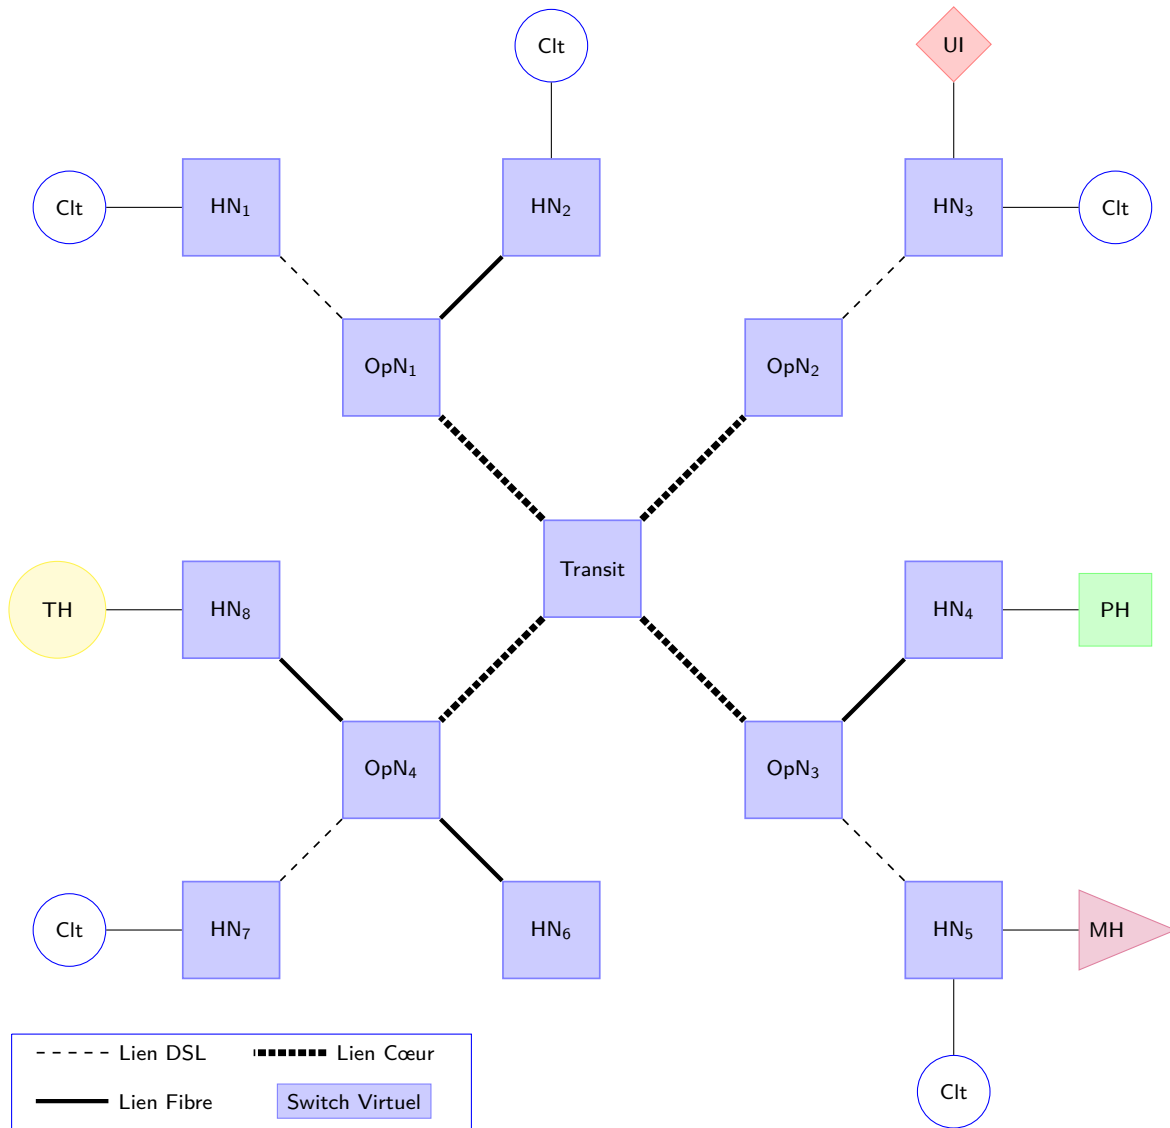 Clt
UI
Clt
HN1
HN2
HN3
Clt
OpN1
OpN2
Transit
TH
HN8
HN4
PH
OpN4
OpN3
Clt
HN7
HN6
HN5
MH
Lien DSL
Lien Cœur
Lien Fibre
Switch Virtuel
Clt